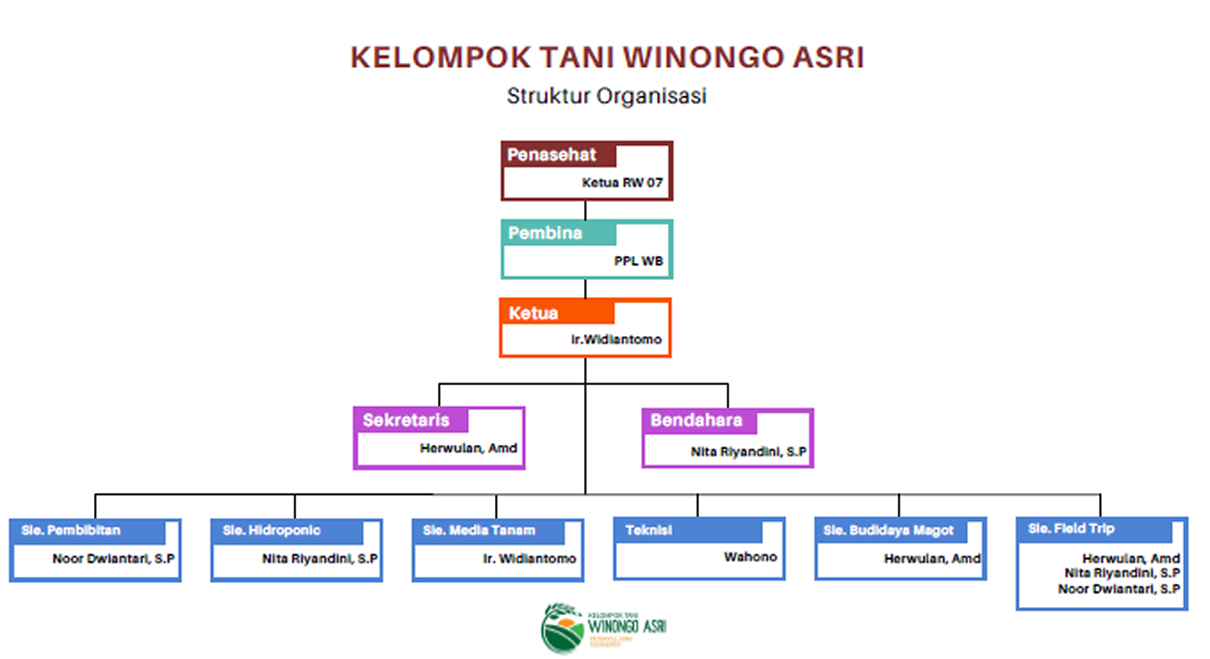 KELOMPOK TANI WINONGO ASRI
Struktur Organisasi
Penasehat
Ketua RW 07
Pembina
PPL WB
Ketua
Ir.Widiantomo
Sekretaris
Herwulan, Amd
Bendahara
Nita Riyandini, S.P
Sie. Pembibitan
Noor Dwiantari, S.P
Sie. Hidroponic
Nita Riyandini, S.P
Sie. Media Tanam
Ir. Widiantomo
Teknisi
Wahono
Sie. Budidaya Magot
Herwulan, Amd
Sie. Field Trip
Herwulan, Amd
Nita Riyandini, S.P
Noor Dwiantari, S.P
KELOMPOK TANI
WINONGO ASRI